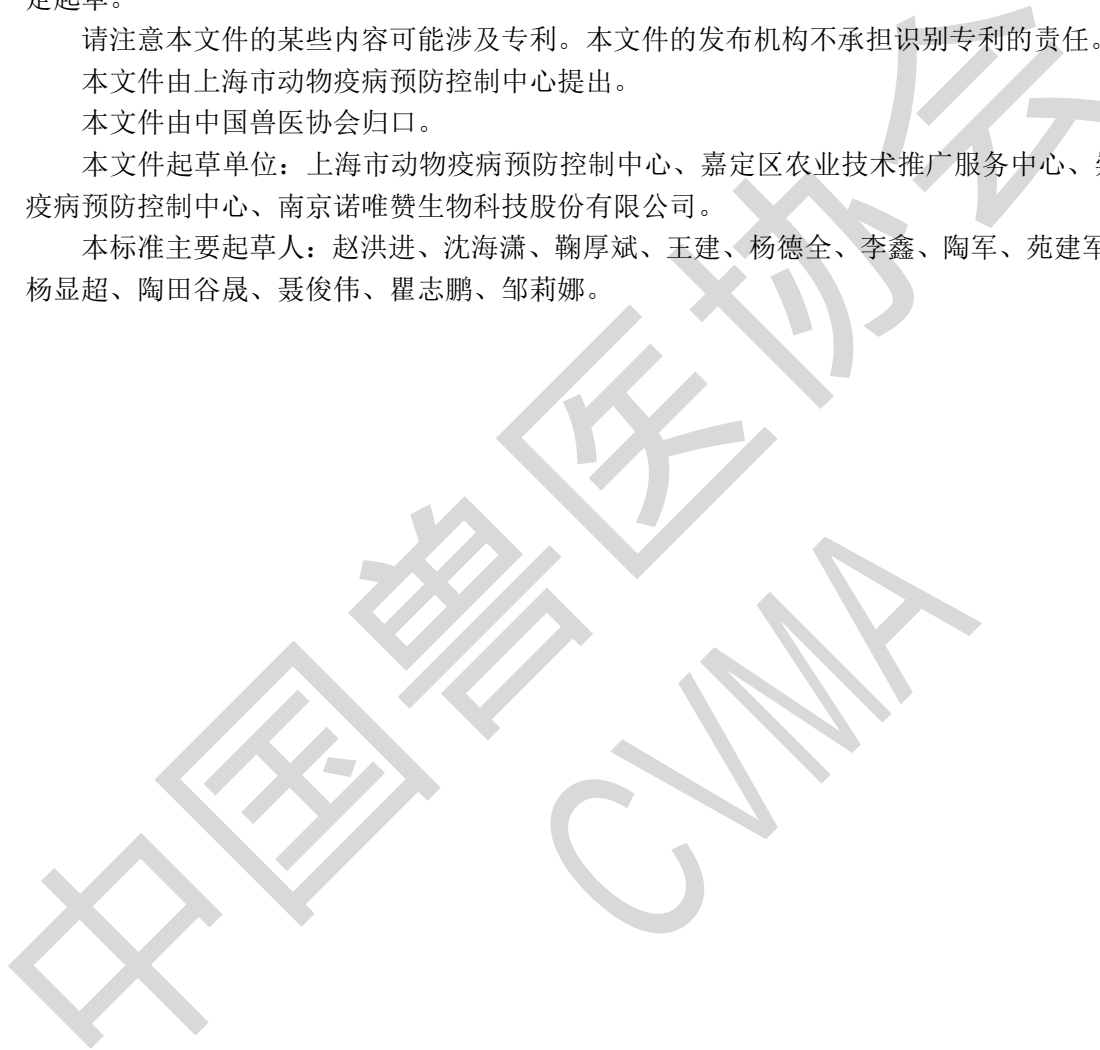 定起草。
请注意本文件的某些内容可能涉及专利。本文件的发布机构不承担识别专利的责任。
本文件由上海市动物疫病预防控制中心提出。
本文件由中国兽医协会归口。
本文件起草单位：上海市动物疫病预防控制中心、嘉定区农业技术推广服务中心、
疫病预防控制中心、南京诺唯赞生物科技股份有限公司。
本标准主要起草人：赵洪进、沈海潇、鞠厚斌、王建、杨德全、李鑫、陶军、苑建军
杨显超、陶田谷晟、聂俊伟、瞿志鹏、邹莉娜。
中国兽医协会
CVMA